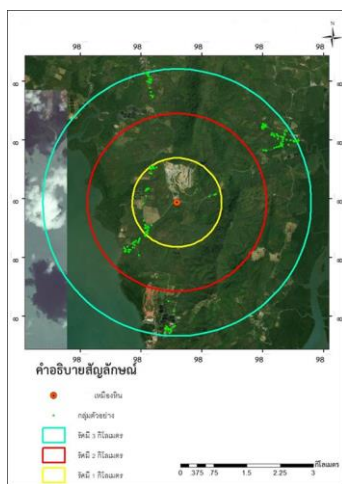 N
98 98 98 98 98
98 98 98 98 98
คำอธิบายสัญลักษณ์
เหมืองหิน
กลุ่มตัวอย่าง
รัศมี 3 กิโลเมตร
รัศมี 2 กิโลเมตร
รัศมี 1 กิโลเมตร
กิโลเมตร
0 .375 .75 1.5 2.25 3